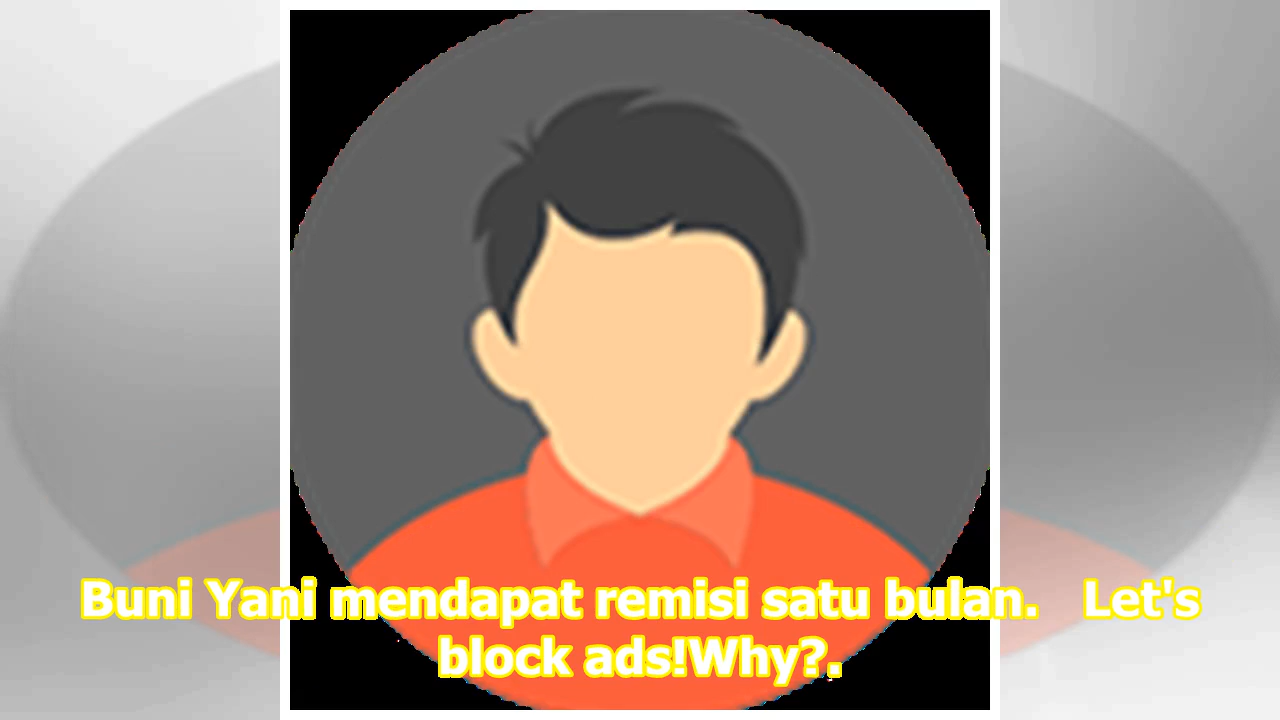 Buni Yani mendapat remisi satu bulan.   Let's
block ads!Why?.